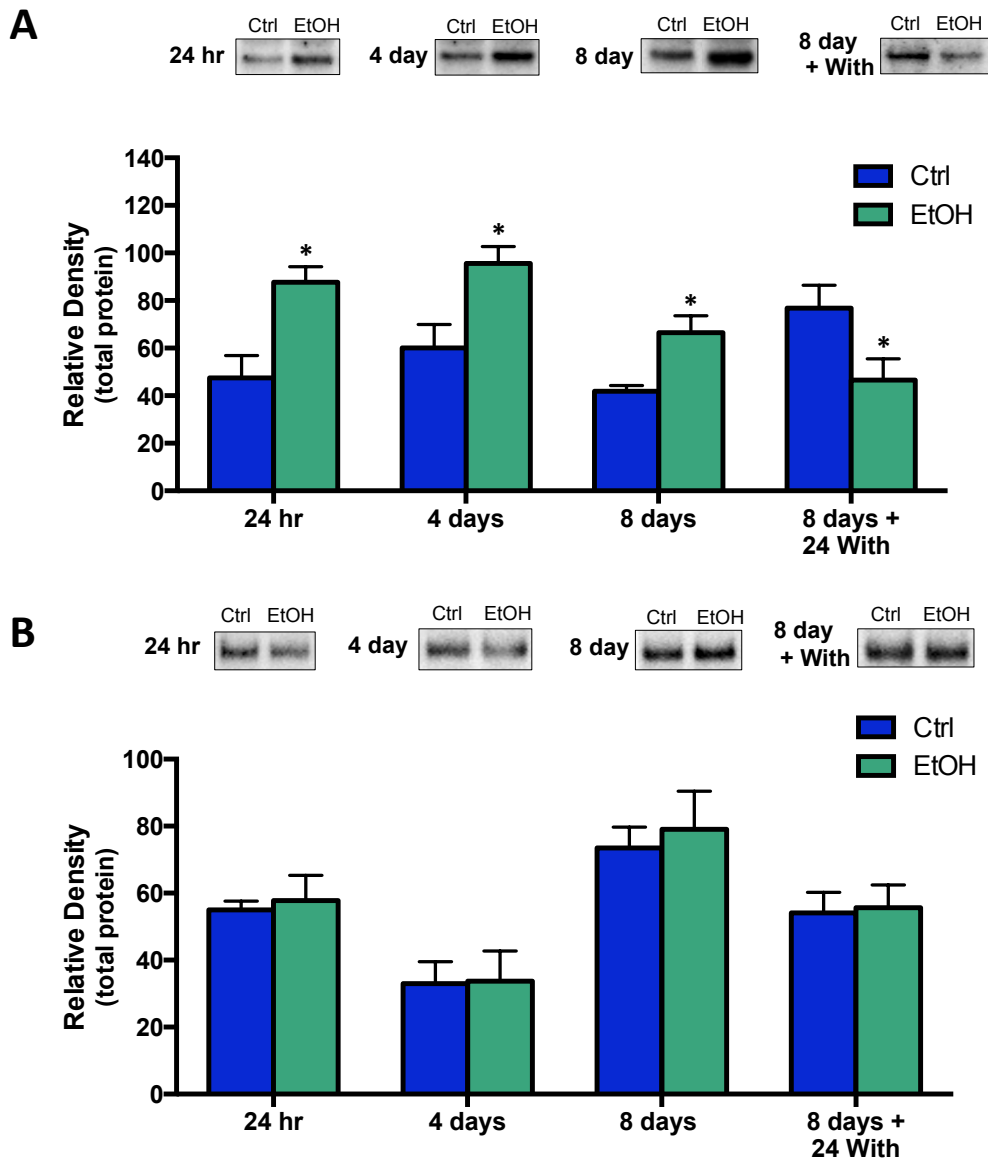 A
Ctrl EtOH
24 hr
Ctrl EtOH
4 day
Ctrl EtOH
8 day
Ctrl EtOH
8 day
+ With
Relative Density
(total protein)
140
120
100
80
60
40
20
0
Ctrl
EtOH
*
*
*
*
24 hr
4 days
8 days
8 days +
24 With
B
Ctrl EtOH
24 hr
Ctrl EtOH
4 day
Ctrl EtOH
8 day
Ctrl EtOH
8 day
+ With
Relative Density
(total protein)
100
80
60
40
20
0
Ctrl
EtOH
24 hr
4 days
8 days
8 days +
24 With